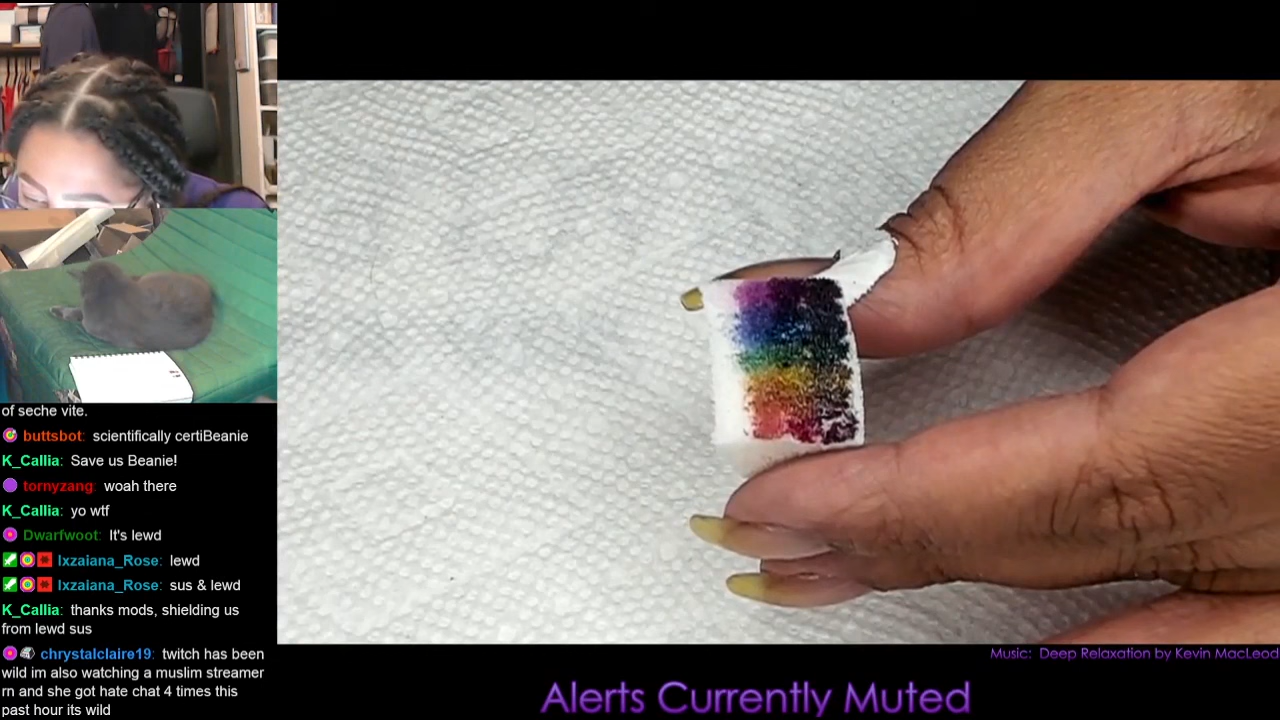 of seche vite.
buttsbot: scientifically certiBeanie
K_Callia: Save us Beanie!
tornyzang: woah there
K_Callia: yo wtf
Dwarfwoot: It's lewd
Ixzaiana_Rose: lewd
Ixzaiana_Rose: sus & lewd
K_Callia: thanks mods, shielding us
from lewd sus
chrystalclaire19: twitch has been
wild im also watching a muslim streamer
rn and she got hate chat 4 times this
past hour its wild
Music: Deep Relaxation by Kevin MacLeod
Alerts Currently Muted